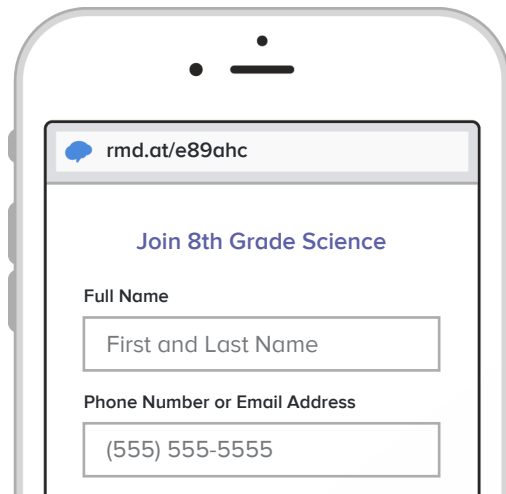 rmd.at/e89ahc
Join 8th Grade Science
Full Name
First and Last Name
Phone Number or Email Address
(555) 555-5555